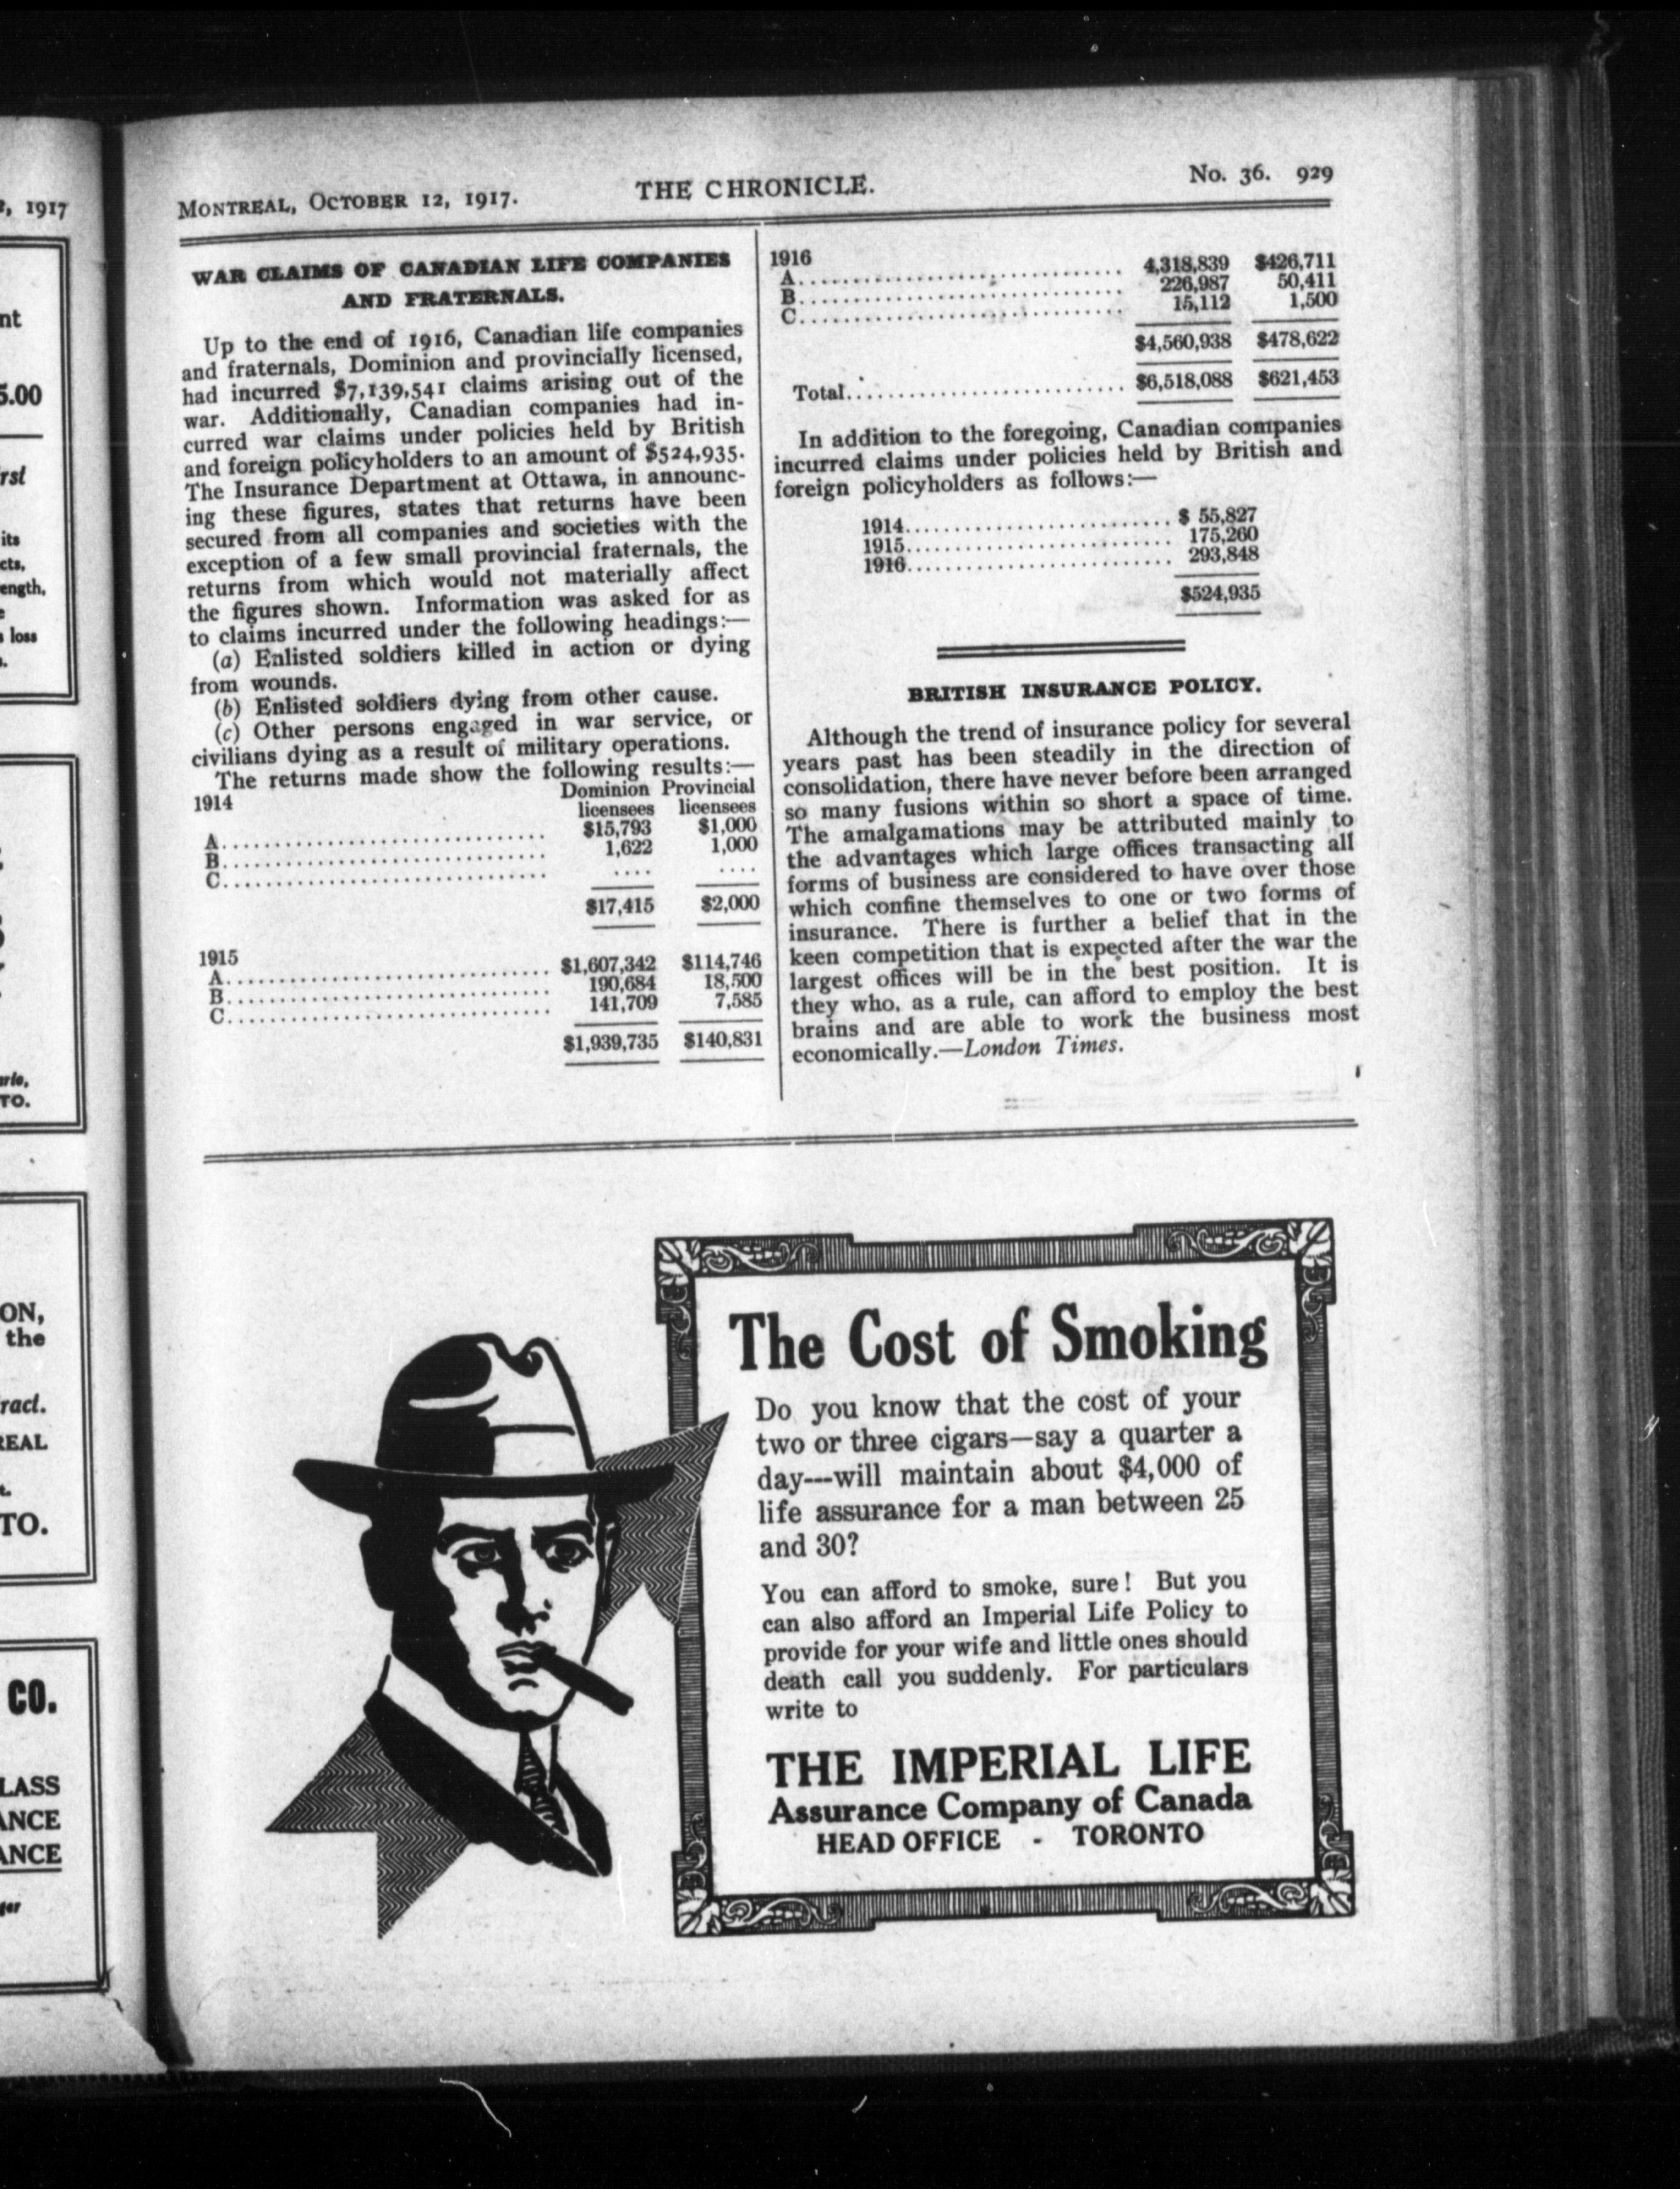 , 1917
nt
5.00
rst
its
cts,
ength,
e
s loss
TO.
ON,
the
ract.
REAL
TO.
CO.
LASS
ANCE
ANCE
MONTREAL, OCTOBER 12, 1917.
THE CHRONICLE.
No. 36. 929
WAR CLAIMS OF CANADIAN LIFE COMPANIES
AND FRATERNALS.
Up to the end of 1916, Canadian life companies
and fraternals, Dominion and provincially licensed,
had incurred $7,139,541 claims arising out of the
war. Additionally, Canadian companies had in-
curred war claims under policies held by British
and foreign policyholders to an amount of $524,935.
The Insurance Department at Ottawa, in announc-
ing these figures, states that returns have been
secured from all companies and societies with the
exception of a few small provincial fraternals, the
returns from which would not materially affect
the figures shown. Information was asked for as
to claims incurred under the following headings:—
(a) Enlisted soldiers killed in action or dying
from wounds.
(b) Enlisted soldiers dying from other cause.
(c) Other persons engaged in war service, or
civilians dying as a result of military operations.
The returns made show the following results:—
Dominion Provincial
1914 licensees licensees
A.............................. $15,793 $1,000
B.............................. 1,622 1,000
C.............................. .... ....
$17,415 $2,000
1915
A.............................. $1,607,342 $114,746
B.............................. 190,684 18,500
C.............................. 141,709 7,585
$1,939,735 $140,831
1916
A.............................. 4,318,839 $426,711
B.............................. 226,987 50,411
C.............................. 15,112 1,500
$4,560,938 $478,622
Total.......................... $6,518,088 $621,453
In addition to the foregoing, Canadian companies
incurred claims under policies held by British and
foreign policyholders as follows:—
1914.......................... $ 55,827
1915.......................... 175,260
1916.......................... 293,848
$524,935
BRITISH INSURANCE POLICY.
Although the trend of insurance policy for several
years past has been steadily in the direction of
consolidation, there have never before been arranged
so many fusions within so short a space of time.
The amalgamations may be attributed mainly to
the advantages which large offices transacting all
forms of business are considered to have over those
which confine themselves to one or two forms of
insurance. There is further a belief that in the
keen competition that is expected after the war the
largest offices will be in the best position. It is
they who, as a rule, can afford to employ the best
brains and are able to work the business most
economically.—London Times.
The Cost of Smoking
Do you know that the cost of your
two or three cigars—say a quarter a
day---will maintain about $4,000 of
life assurance for a man between 25
and 30?
You can afford to smoke, sure! But you
can also afford an Imperial Life Policy to
provide for your wife and little ones should
death call you suddenly. For particulars
write to
THE IMPERIAL LIFE
Assurance Company of Canada
HEAD OFFICE - TORONTO